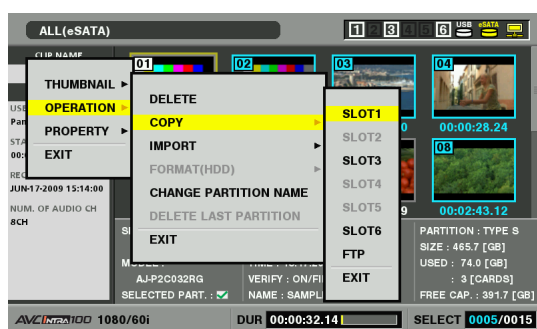 ALL(eSATA)
1 2 3 4 5 6 USB eSATA
CLIP NAME
01 02 03 04
THUMBNAIL
OPERATION
PROPERTY
EXIT
DELETE
COPY
IMPORT
FORMAT(HDD)
CHANGE PARTITION NAME
DELETE LAST PARTITION
EXIT
SLOT1
SLOT2
SLOT3
SLOT4
SLOT5
SLOT6
FTP
EXIT
00:00:28.24
08
00:02:43.12
USE
Pan
STA
00:
REC
JUN-17-2009 15:14:00
NUM. OF AUDIO CH
8CH
AJ-P2C032RG
SELECTED PART. :
VERIFY : ON/FI
NAME : SAMPL
PARTITION : TYPE S
SIZE : 465.7 [GB]
USED : 74.0 [GB]
: 3 [CARDS]
FREE CAP. : 391.7 [GB]
AVC INTRA 100 1080/60i
DUR 00:00:32.14
SELECT 0005/0015